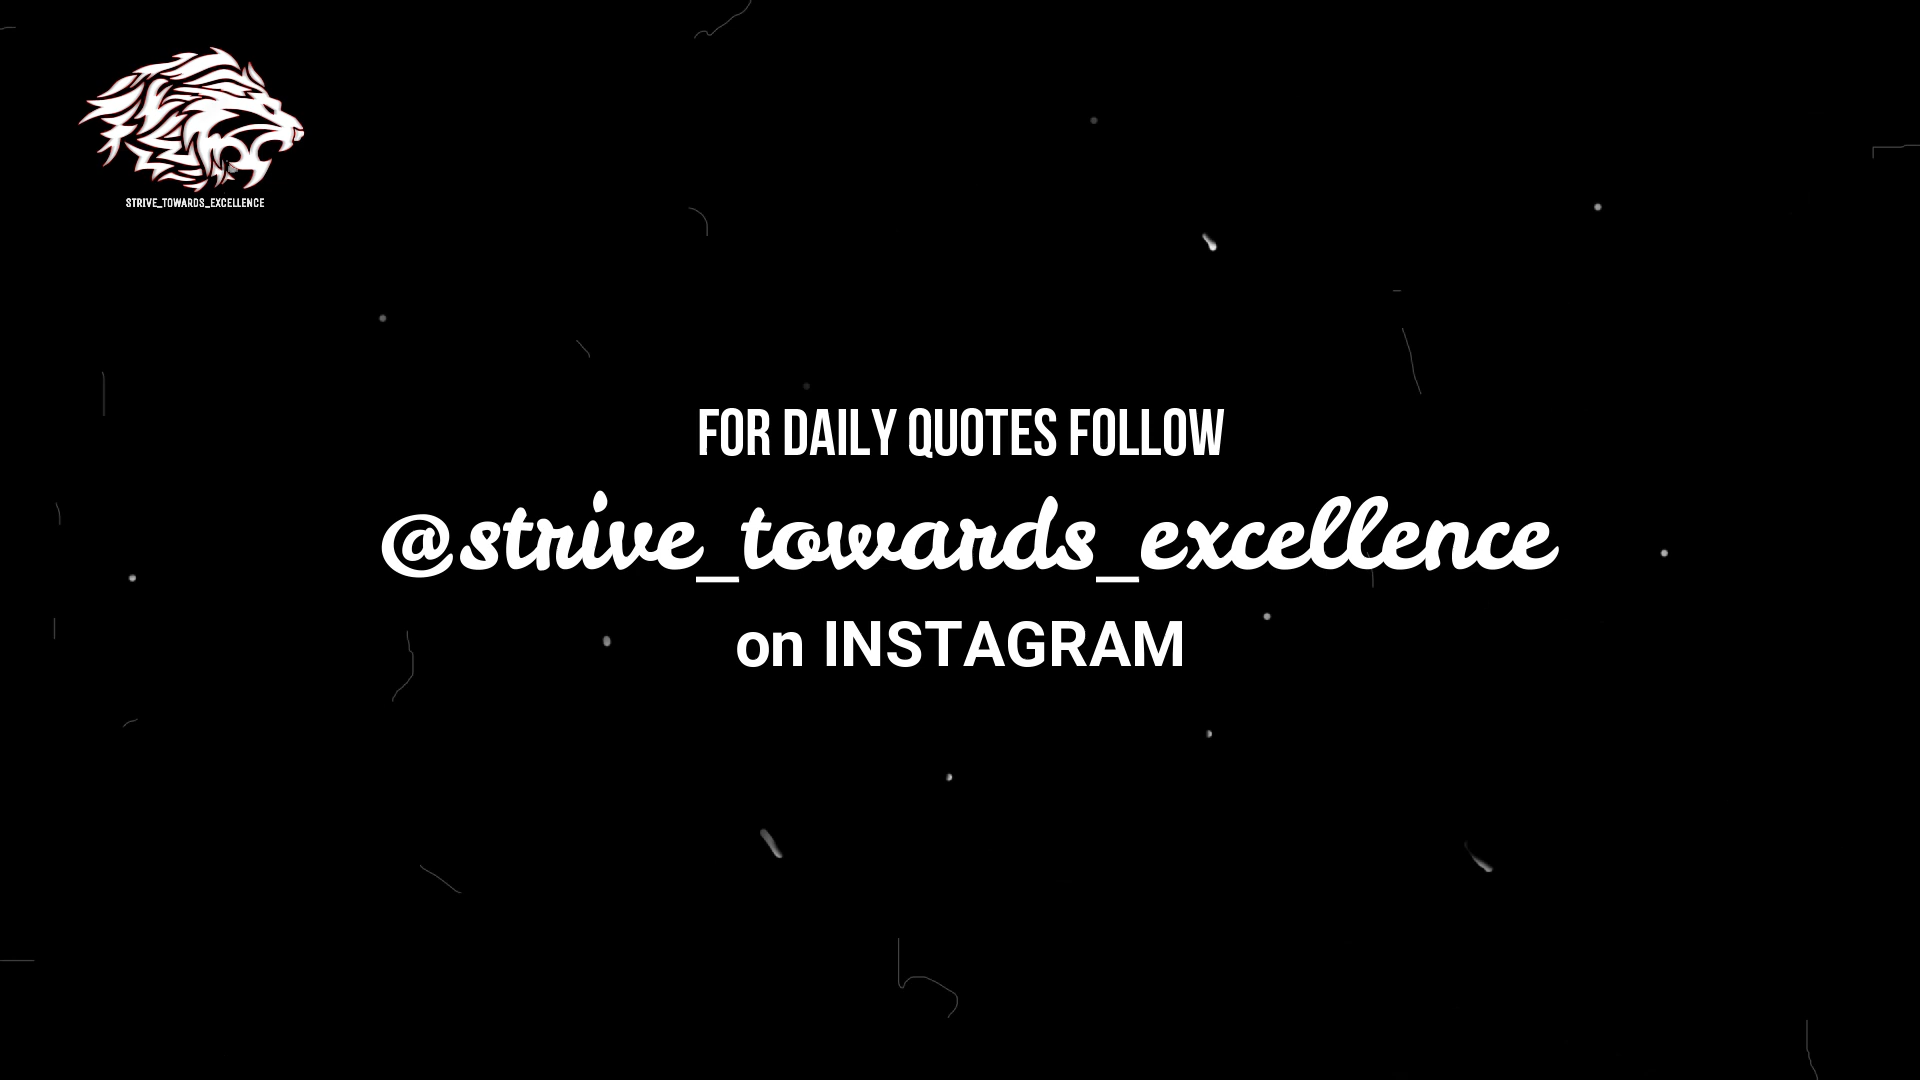 STRIVE_TOWARDS_EXCELLENCE
FOR DAILY QUOTES FOLLOW
@strive_towards_excellence
on INSTAGRAM